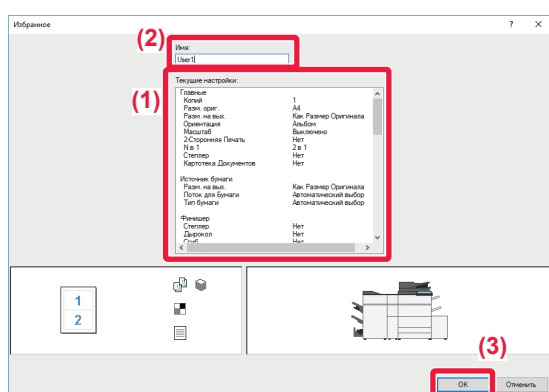 Избранное ? ×
(2)
Имя:
User1
(1)
Текущие настройки:
Главные
Копий 1
Разм. ориг. A4
Разм. на вых. Как Размер Оригинала
Ориентация Альбом
Масштаб Выключено
2-Сторонняя Печать Нет
N в 1 2 в 1
Степлер Нет
Картотека Документов Нет
Источник бумаги
Разм. на вых. Как Размер Оригинала
Поток для Бумаги Автоматический выбор
Тип бумаги Автоматический выбор
Финишер
Степлер Нет
Дырокол Нет
Сгиб Нет
1
2
(3)
OK Отменить